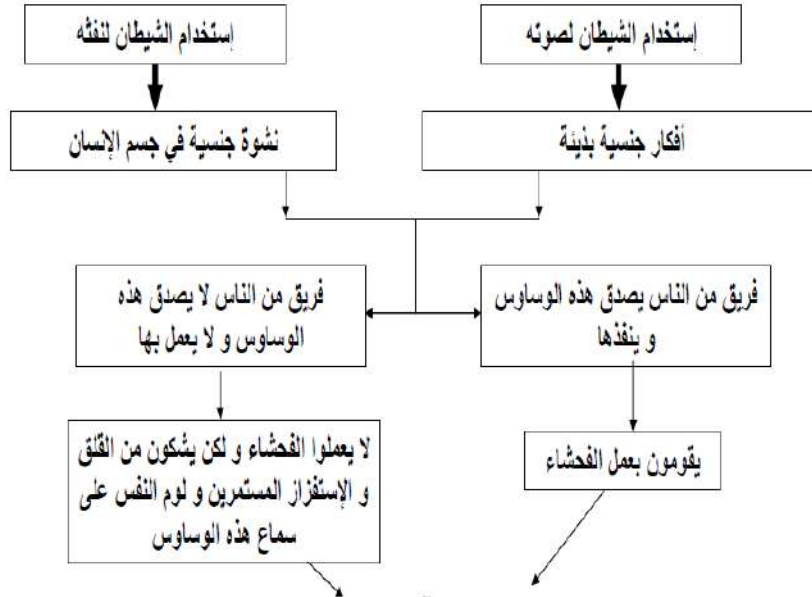 إستخدام الشيطان لصوته
إستخدام الشيطان لنفثه
أفكار جنسية بذيئة
نشوة جنسية في جسم الإنسان
فريق من الناس يصدق هذه الوساوس
و ينفذها
فريق من الناس لا يصدق هذه
الوساوس و لا يعمل بها
يقومون بعمل الفحشاء
لا يعملوا الفحشاء و لكن يشكون من القلق
و الإستفزاز المستمرين و لوم النفس على
سماع هذه الوساوس